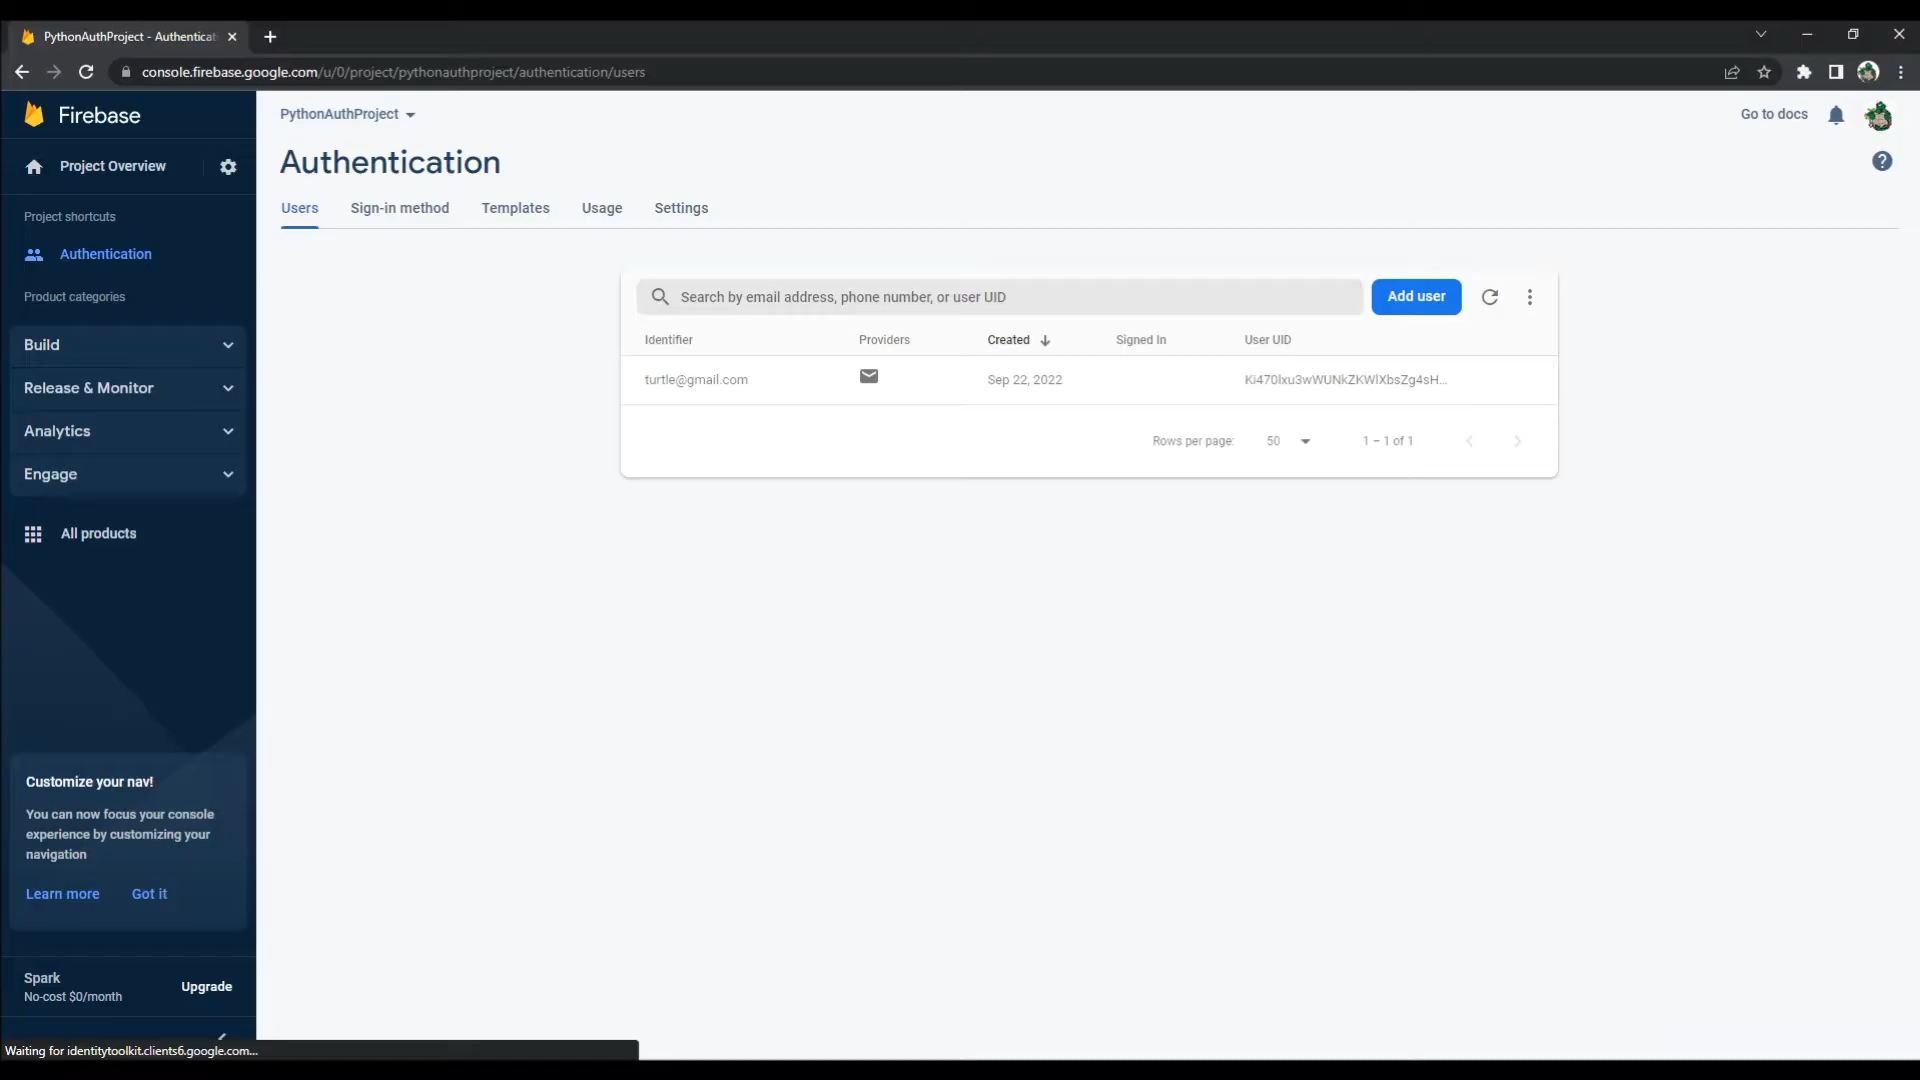 PythonAuthProject - Authenticat
console.firebase.google.com/u/0/project/pythonauthproject/authentication/users
Firebase
PythonAuthProject
Go to docs
Project Overview
Authentication
Users Sign-in method Templates Usage Settings
Project shortcuts
Authentication
Product categories
Build
Release & Monitor
Analytics
Engage
All products
Search by email address, phone number, or user UID
Add user
Identifier Providers Created Signed In User UID
turtle@gmail.com Sep 22, 2022
Rows per page: 50 1 – 1 of 1
Customize your nav!
You can now focus your console
experience by customizing your
navigation
Learn more Got it
Spark
No-cost $0/month
Upgrade
Waiting for identitytoolkit.clients6.google.com...